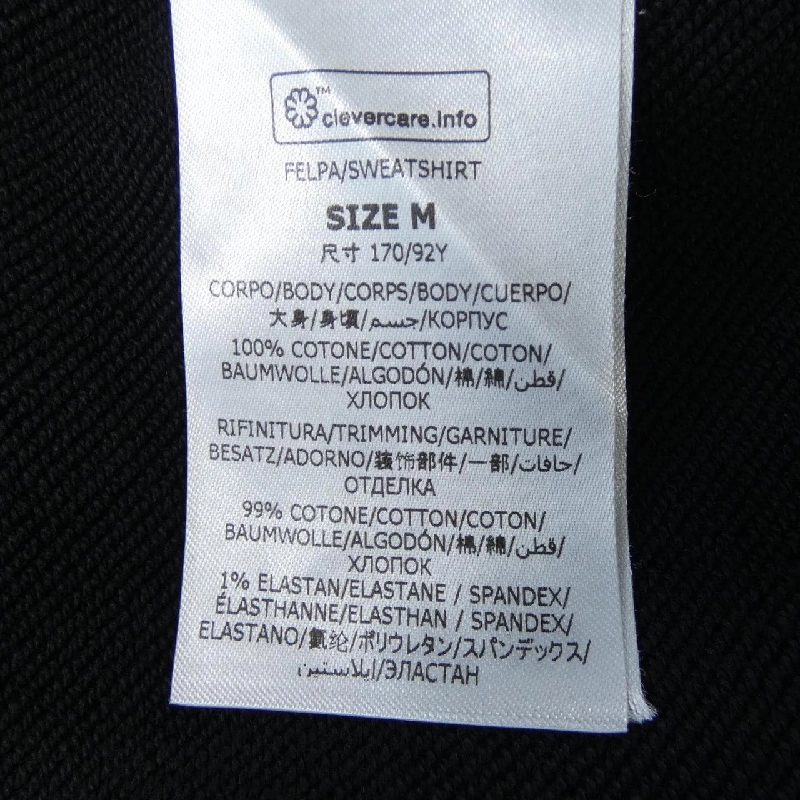 TM
clevercare.info
FELPA/SWEATSHIRT
SIZE M
尺寸 170/92Y
CORPO/BODY/CORPS/BODY/CUERPO/
大身/身頃/جسم/КОРПУС
100% COTONE/COTTON/COTON/
BAUMWOLLE/ALGODÓN/棉/綿/قطن/
ХЛОПОК
RIFINITURA/TRIMMING/GARNITURE/
BESATZ/ADORNO/装饰部件/一部/حافات/
ОТДЕЛКА
99% COTONE/COTTON/COTON/
BAUMWOLLE/ALGODÓN/棉/綿/قطن/
ХЛОПОК
1% ELASTAN/ELASTANE / SPANDEX/
ÉLASTHANNE/ELASTHAN / SPANDEX/
ELASTANO/氨纶/ポリウレタン/スパンデックス/
ايلاستين/ЭЛАСТАН